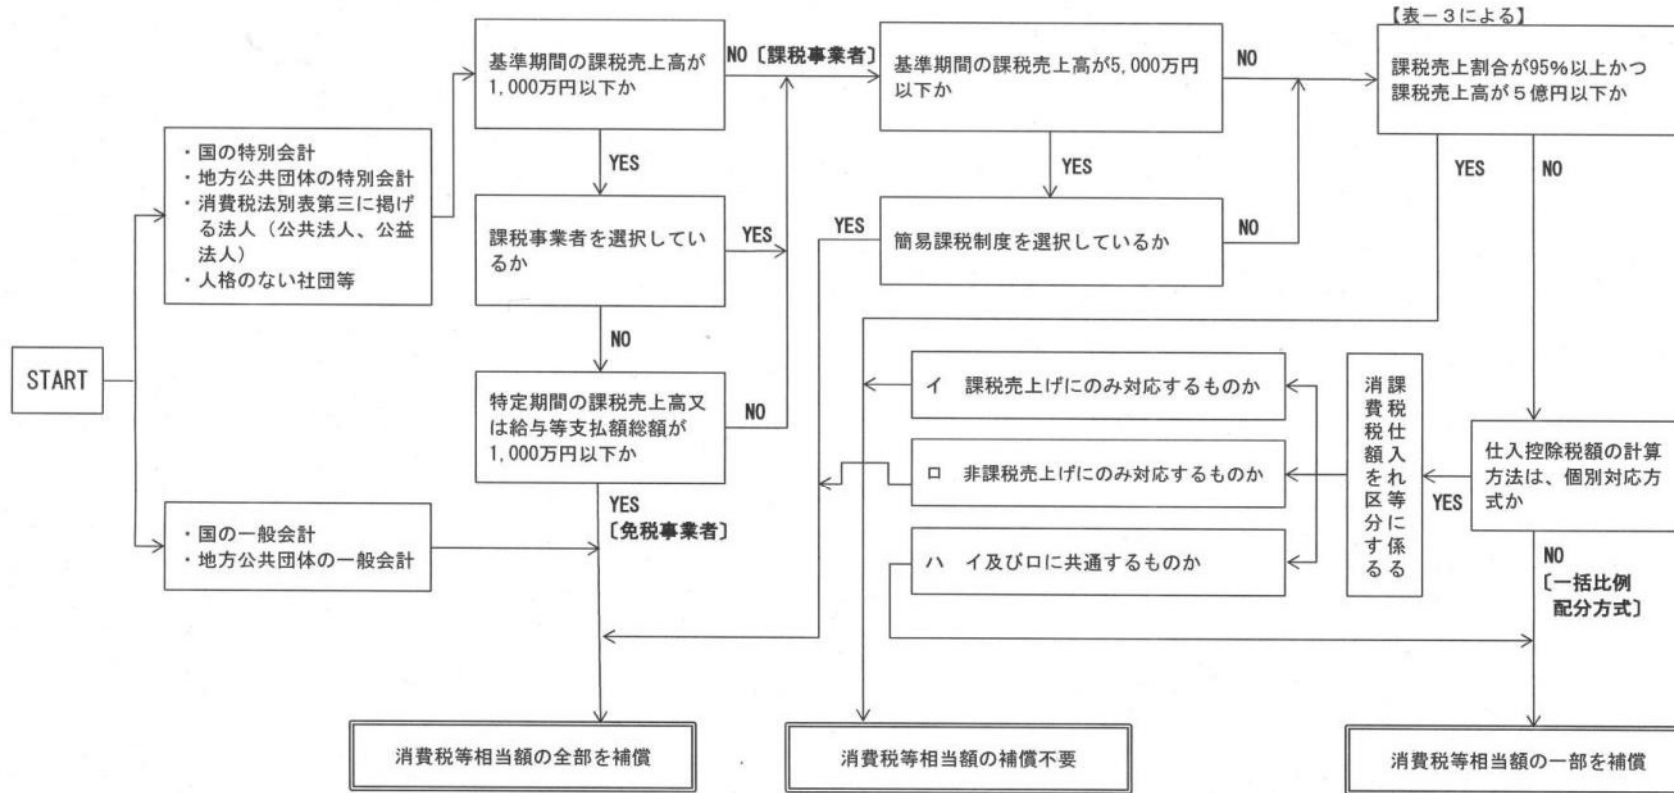 【表－３による】
基準期間の課税売上高が
1,000万円以下か
NO〔課税事業者〕
基準期間の課税売上高が5,000万円
以下か
NO
課税売上割合が95%以上かつ
課税売上高が５億円以下か
・国の特別会計
・地方公共団体の特別会計
・消費税法別表第三に掲げ
る法人（公共法人、公益
法人）
・人格のない社団等
YES
YES
YES
NO
課税事業者を選択してい
るか
YES
YES
簡易課税制度を選択しているか
NO
NO
START
特定期間の課税売上高又
は給与等支払額総額が
1,000万円以下か
NO
イ　課税売上げにのみ対応するものか
ロ　非課税売上げにのみ対応するものか
ハ　イ及びロに共通するものか
課税仕入れ等に係る
消費税額を区分する
YES
仕入控除税額の計算
方法は、個別対応方
式か
YES
〔免税事業者〕
・国の一般会計
・地方公共団体の一般会計
NO
〔一括比例
配分方式〕
消費税等相当額の全部を補償
消費税等相当額の補償不要
消費税等相当額の一部を補償